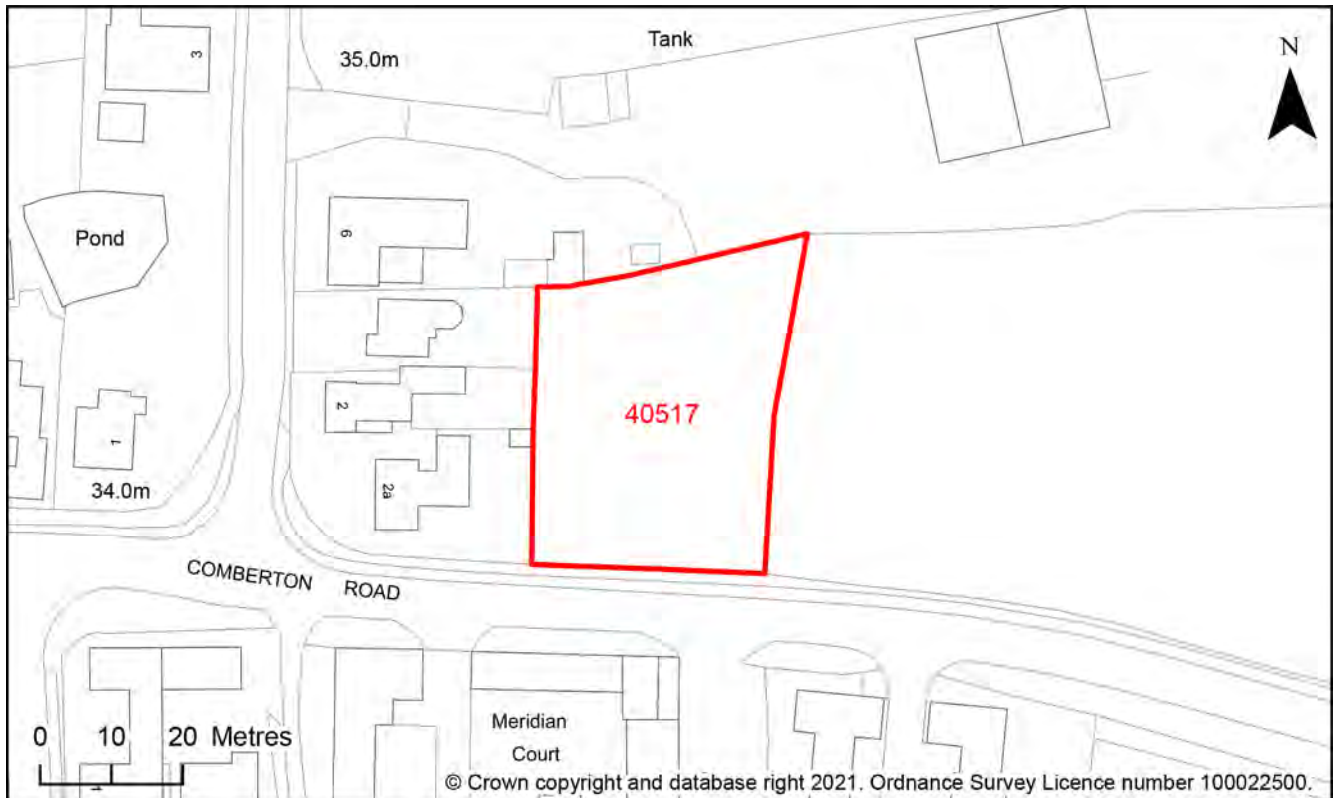 Tank
N
35.0m
3
6
Pond
2
40517
1
2a
34.0m
COMBERTON ROAD
Meridian
Court
0 10 20 Metres
1
© Crown copyright and database right 2021. Ordnance Survey Licence number 100022500.